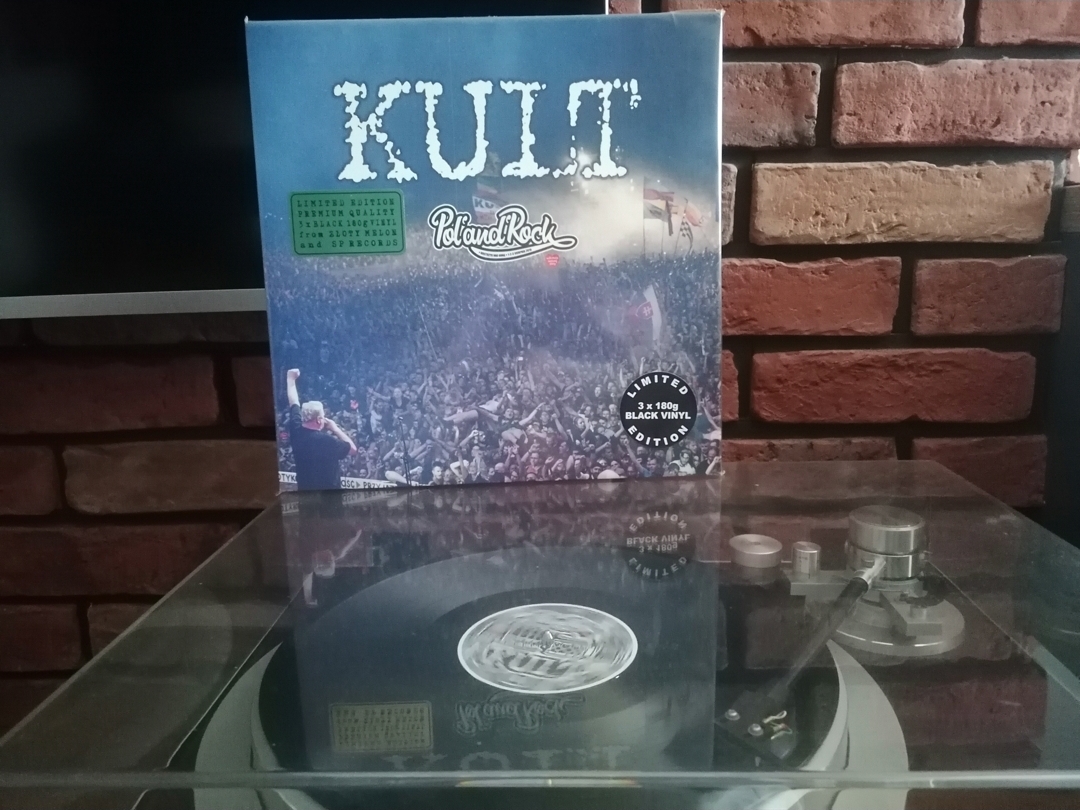 KULT
LIMITED EDITION
PREMIUM QUALITY
3x BLACK 180g VINYL
from ZŁOTY MELON
and SP RECORDS
Pol'and'Rock
LIMITED
3 x 180g
BLACK VINYL
EDITION